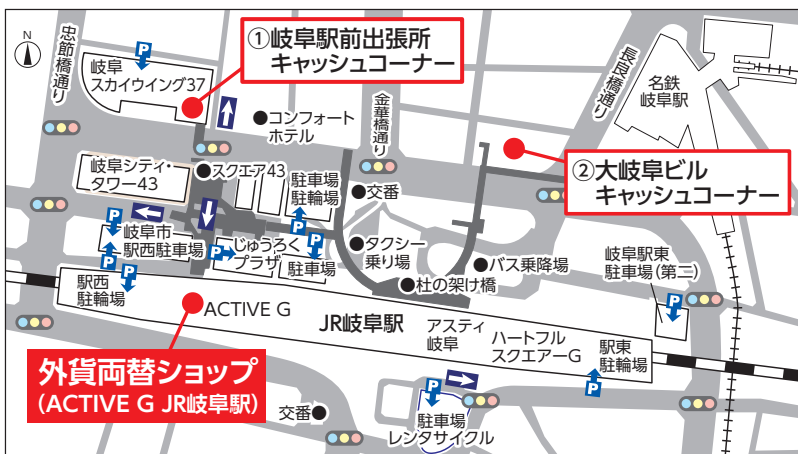 N
忠節橋通り
P
岐阜
スカイウイング37
①岐阜駅前出張所
キャッシュコーナー
コンフォート
ホテル
金華橋通り
長良橋通り
名鉄
岐阜駅
②大岐阜ビル
キャッシュコーナー
岐阜シティ・
タワー43
スクエア43
駐車場
駐輪場
P
交番
P
岐阜市
駅西駐車場
P
P
じゅうろく
プラザ
P
駐車場
タクシー
乗り場
バス乗降場
岐阜駅東
駐車場(第二)
P
駅西
駐輪場
P
杜の架け橋
ACTIVE G
JR岐阜駅
アスティ
岐阜
ハートフル
スクエアーG
駅東
駐輪場
P
外貨両替ショップ
(ACTIVE G JR岐阜駅)
交番
P
駐車場
レンタサイクル